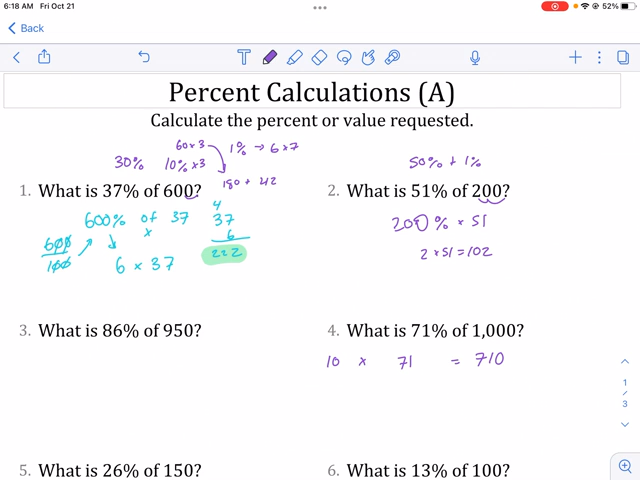 6:18 AM Fri Oct 21
52%
Back
T
Percent Calculations (A)
Calculate the percent or value requested.
60 x 3
1% → 6 x 7
30% 10% x 3
180 + 42
50% + 1%
1. What is 37% of 600?
2. What is 51% of 200?
600% of 37
x
4
37
6
222
600
100
6 x 37
200 % x 51
2 x 51 = 102
3. What is 86% of 950?
4. What is 71% of 1,000?
10 x 71 = 710
1
/
3
5. What is 26% of 150?
6. What is 13% of 100?